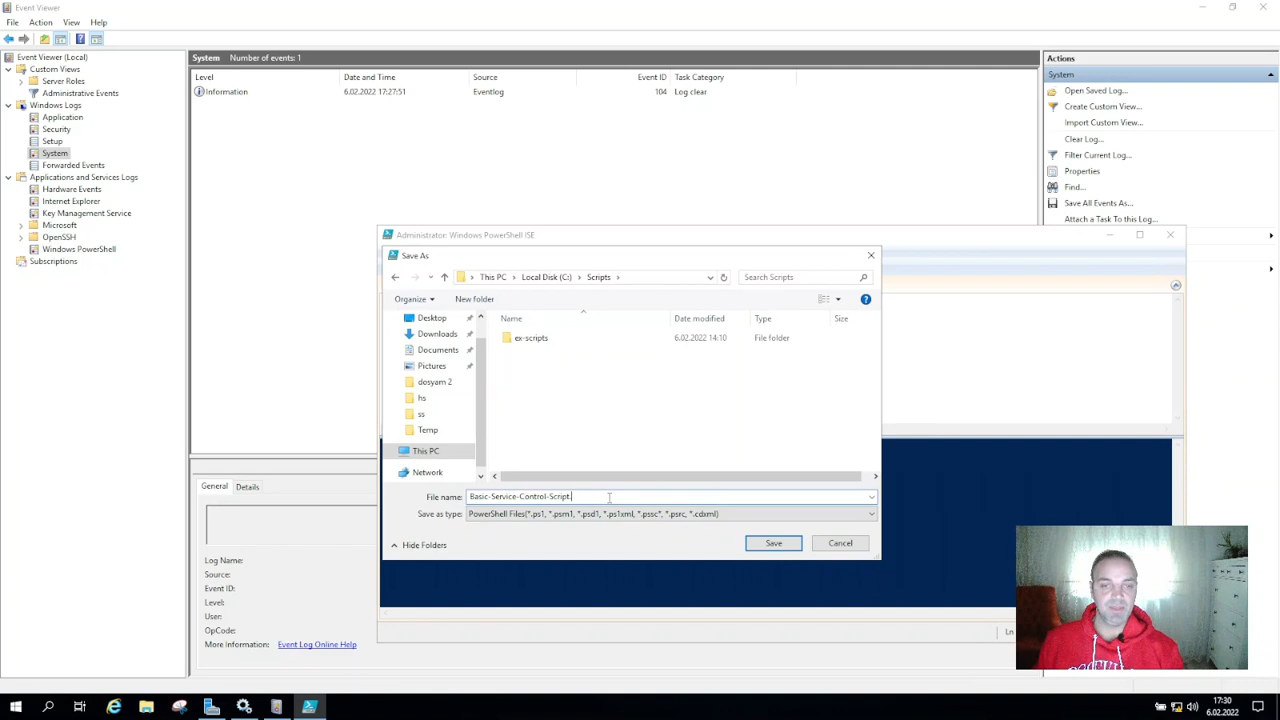 Event Viewer
File Action View Help
Event Viewer (Local)
Custom Views
Server Roles
Administrative Events
Windows Logs
Application
Security
Setup
System
Forwarded Events
Applications and Services Logs
Hardware Events
Internet Explorer
Key Management Service
Microsoft
OpenSSH
Windows PowerShell
Subscriptions
System Number of events: 1
Level Date and Time Source Event ID Task Category
Information 6.02.2022 17:27:51 Eventlog 104 Log clear
Actions
System
Open Saved Log...
Create Custom View...
Import Custom View...
Clear Log...
Filter Current Log...
Properties
Find...
Save All Events As...
Attach a Task To this Log...
Administrator: Windows PowerShell ISE
Save As
This PC Local Disk (C:) Scripts
Search Scripts
Organize New folder
Desktop
Downloads
Documents
Pictures
dosyam 2
hs
ss
Temp
This PC
Network
Name Date modified Type Size
ex-scripts 6.02.2022 14:10 File folder
File name: Basic-Service-Control-Script.
Save as type: PowerShell Files(*.ps1, *.psm1, *.psd1, *.ps1xml, *.pssc*, *.psrc, *.cdxml)
Hide Folders
Save Cancel
Ln
General Details
Log Name:
Source:
Event ID:
Level:
User:
OpCode:
More Information: Event Log Online Help
17:30
6.02.2022